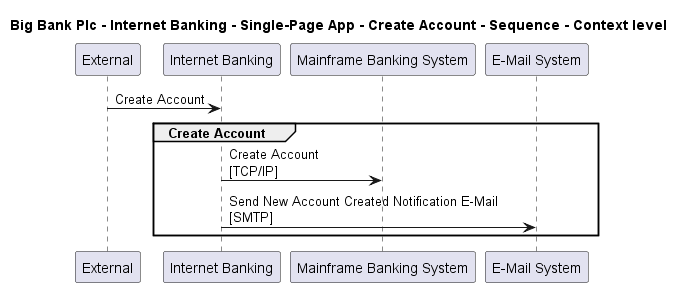 Big Bank Plc - Internet Banking - Single-Page App - Create Account - Sequence - Context level
External
Internet Banking
Mainframe Banking System
E-Mail System
Create Account
Create Account
Create Account
[TCP/IP]
Send New Account Created Notification E-Mail
[SMTP]
External
Internet Banking
Mainframe Banking System
E-Mail System